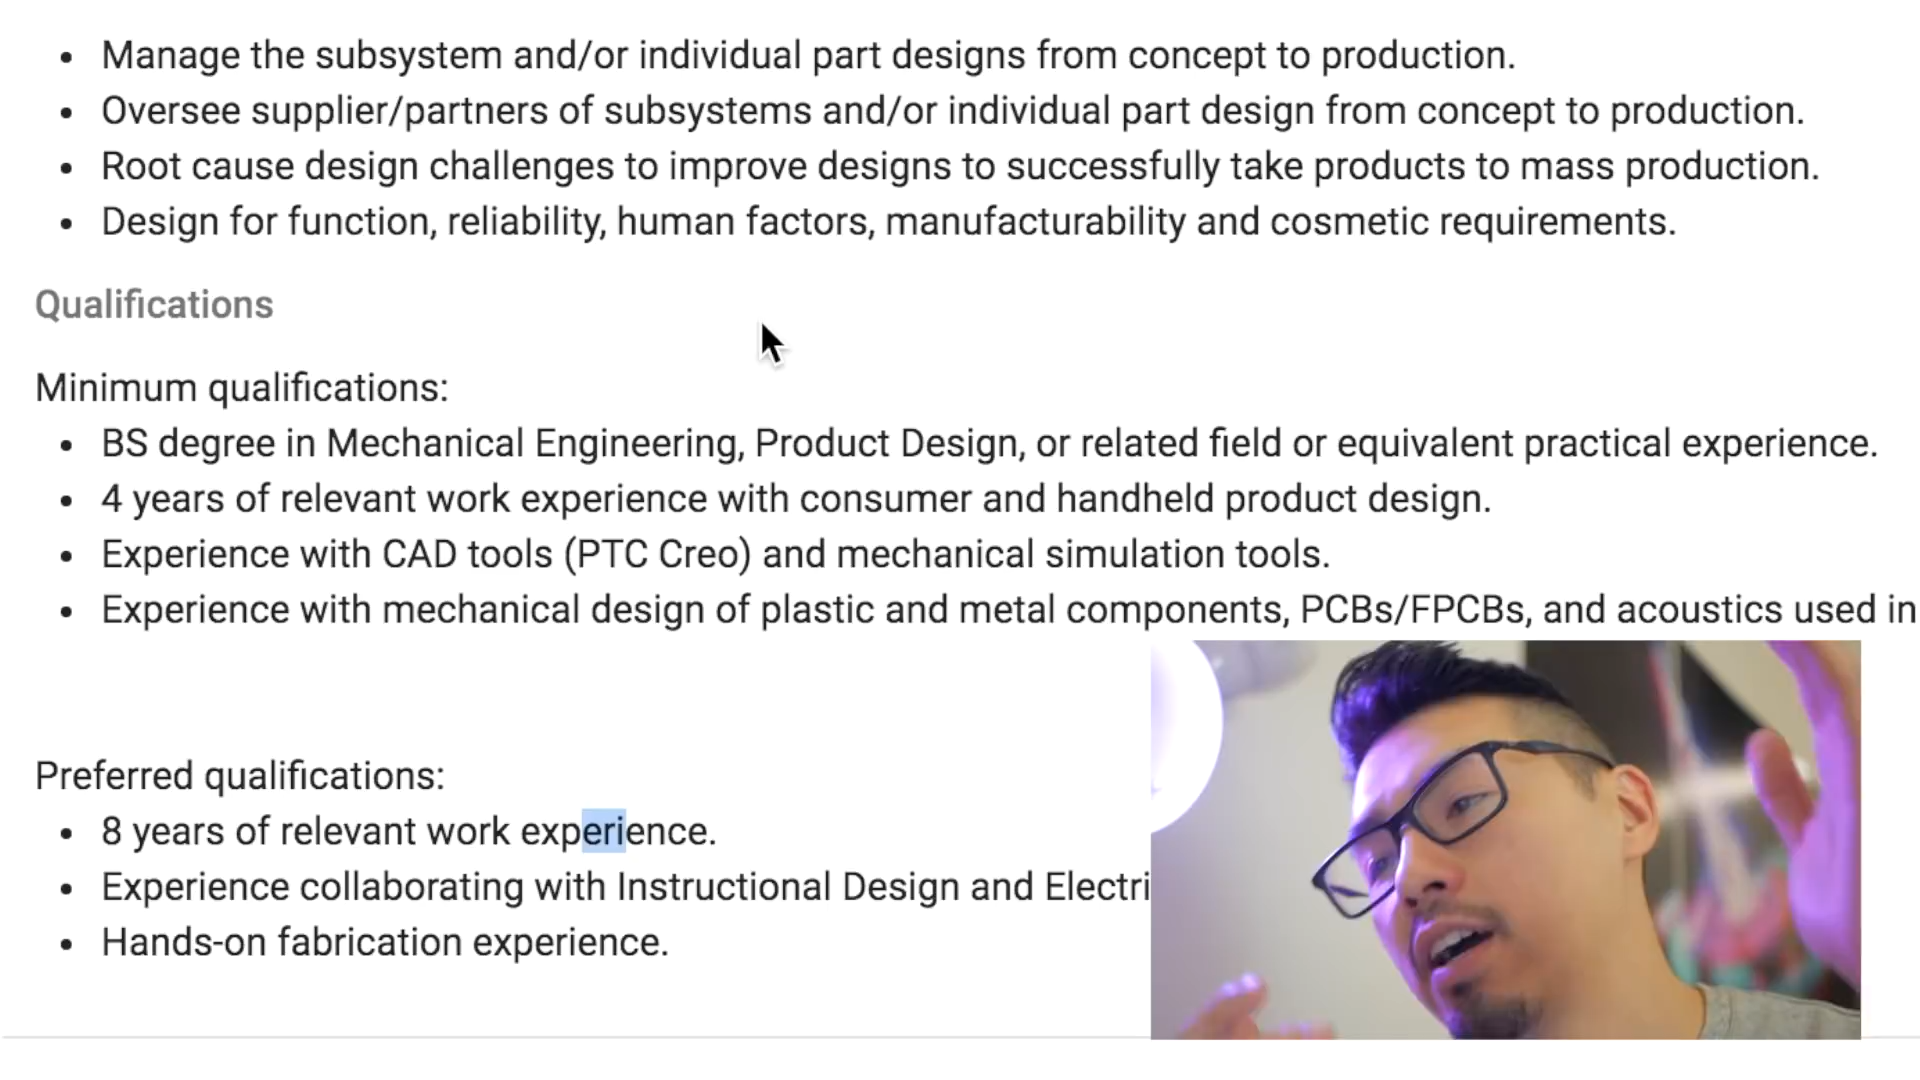 Manage the subsystem and/or individual part designs from concept to production.
Oversee supplier/partners of subsystems and/or individual part design from concept to production.
Root cause design challenges to improve designs to successfully take products to mass production.
Design for function, reliability, human factors, manufacturability and cosmetic requirements.
Qualifications
Minimum qualifications:
BS degree in Mechanical Engineering, Product Design, or related field or equivalent practical experience.
4 years of relevant work experience with consumer and handheld product design.
Experience with CAD tools (PTC Creo) and mechanical simulation tools.
Experience with mechanical design of plastic and metal components, PCBs/FPCBs, and acoustics used in
Preferred qualifications:
8 years of relevant work experience.
Experience collaborating with Instructional Design and Electri
Hands-on fabrication experience.